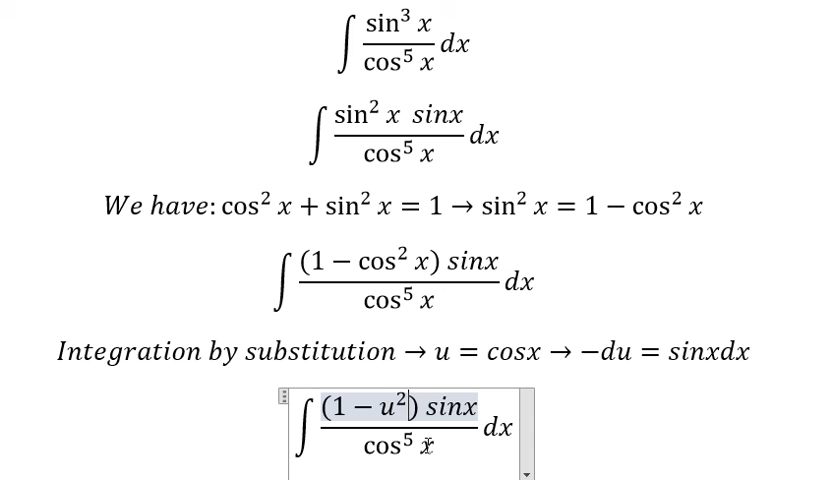 ∫ sin³ x / cos⁵ x dx
∫ sin² x sinx / cos⁵ x dx
We have: cos² x + sin² x = 1 → sin² x = 1 − cos² x
∫ (1 − cos² x) sinx / cos⁵ x dx
Integration by substitution → u = cosx → −du = sinxdx
∫ (1 − u²) sinx / cos⁵ x dx